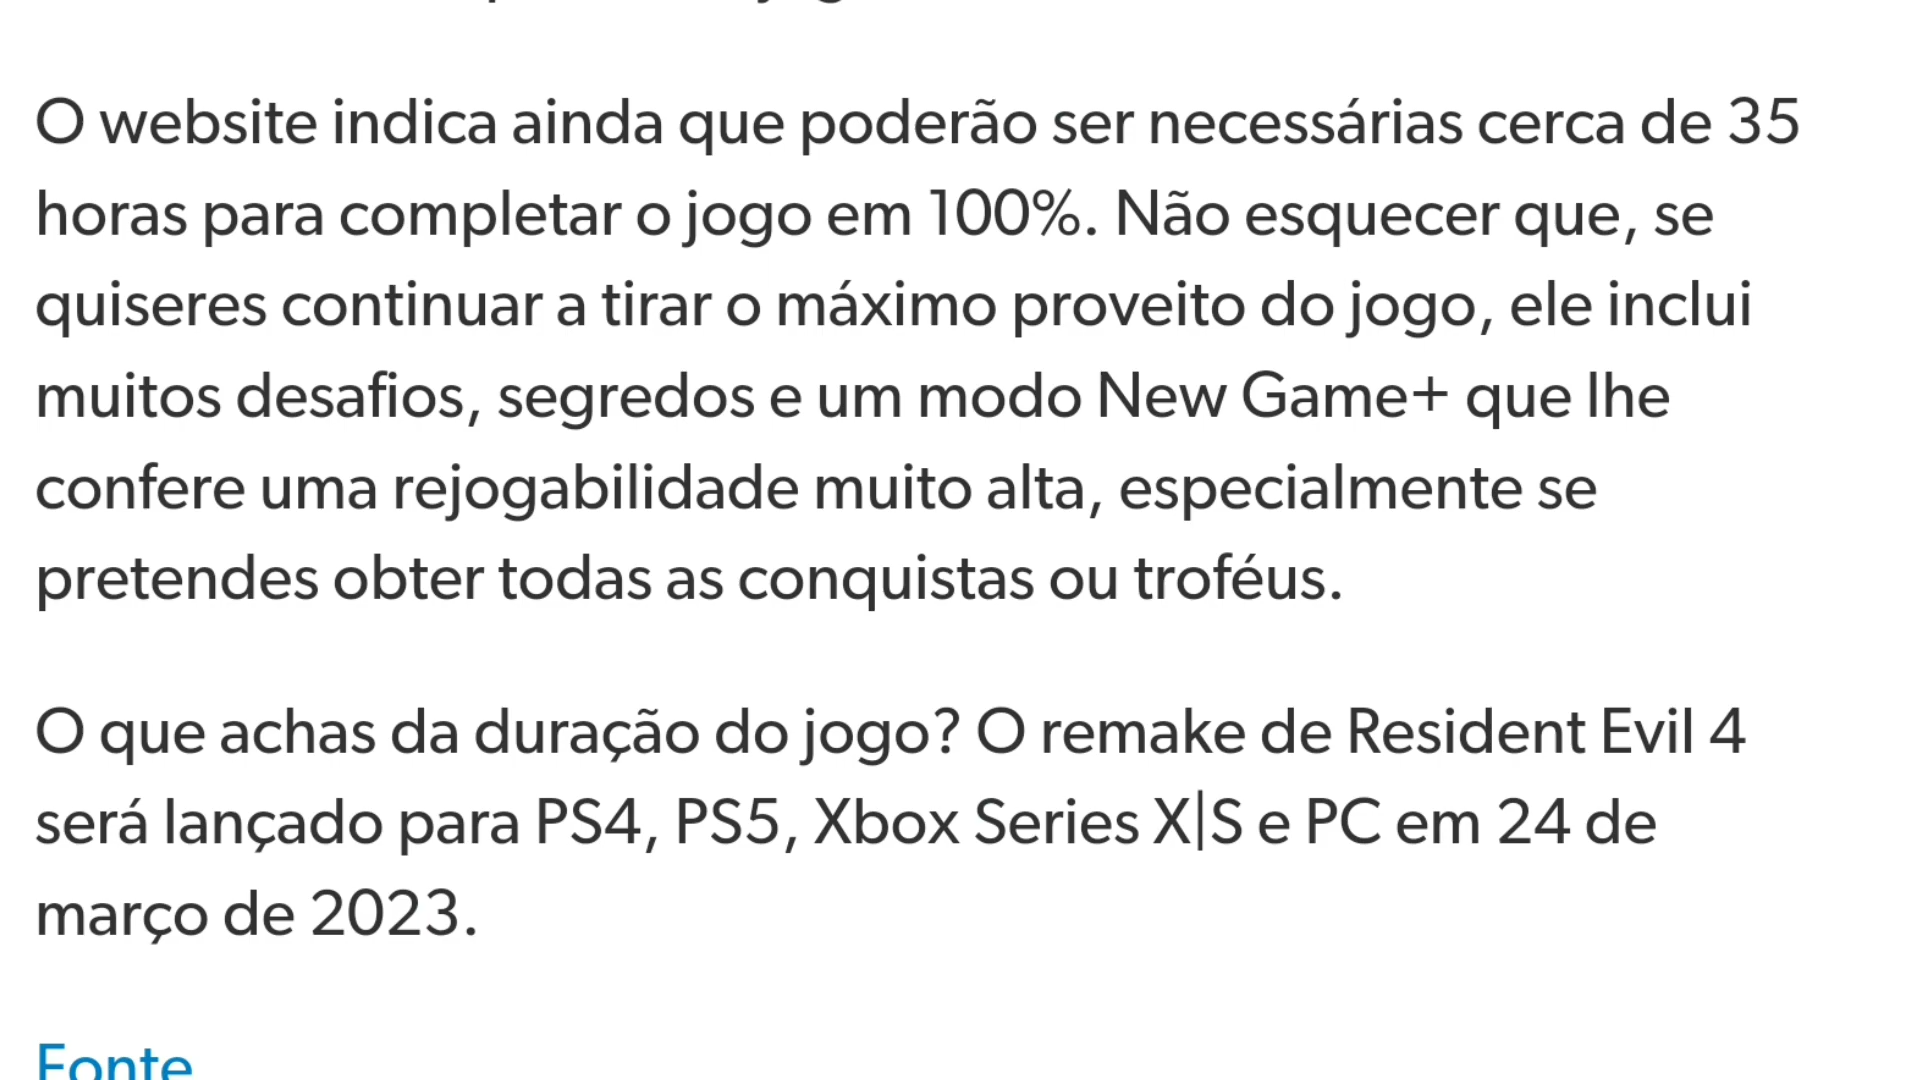 O website indica ainda que poderão ser necessárias cerca de 35
horas para completar o jogo em 100%. Não esquecer que, se
quiseres continuar a tirar o máximo proveito do jogo, ele inclui
muitos desafios, segredos e um modo New Game+ que lhe
confere uma rejogabilidade muito alta, especialmente se
pretendes obter todas as conquistas ou troféus.
O que achas da duração do jogo? O remake de Resident Evil 4
será lançado para PS4, PS5, Xbox Series X|S e PC em 24 de
março de 2023.
Fonte